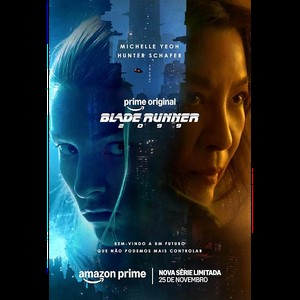 MICHELLE YEOH
HUNTER SCHAFER
prime original
BLADE RUNNER
2099
BEM-VINDO A UM FUTURO
QUE NÃO PODEMOS MAIS CONTROLAR
amazon prime
NOVA SÉRIE LIMITADA
25 DE NOVEMBRO